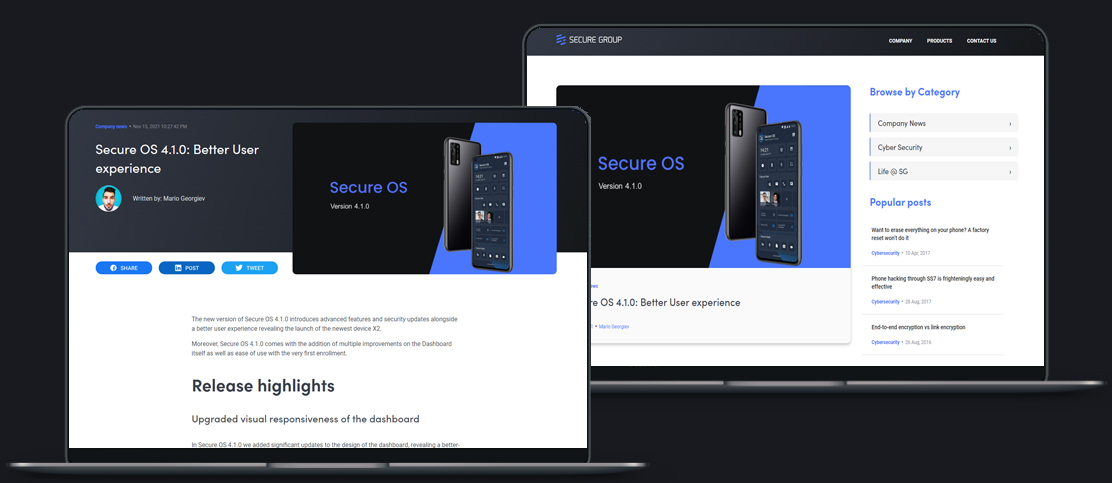 Company news • Nov 10, 2021 10:27:42 PM
Secure OS 4.1.0: Better User
experience
Written by: Mario Georgiev
Secure OS
Version 4.1.0
SHARE
POST
TWEET
The new version of Secure OS 4.1.0 introduces advanced features and security updates alongside
a better user experience revealing the launch of the newest device X2.
Moreover, Secure OS 4.1.0 comes with the addition of multiple improvements on the Dashboard
itself as well as ease of use with the very first enrollment.
Release highlights
Upgraded visual responsiveness of the dashboard
In Secure OS 4.1.0 we added significant updates to the design of the dashboard, revealing a better-
SECURE GROUP
COMPANY PRODUCTS CONTACT US
Secure OS
Version 4.1.0
ews
re OS 4.1.0: Better User experience
1 • Mario Georgiev
Browse by Category
Company News ›
Cyber Security ›
Life @ SG ›
Popular posts
Want to erase everything on your phone? A factory
reset won't do it
Cybersecurity • 10 Apr, 2017
Phone hacking through SS7 is frighteningly easy and
effective
Cybersecurity • 28 Aug, 2017
End-to-end encryption vs link encryption
Cybersecurity • 26 Aug, 2016